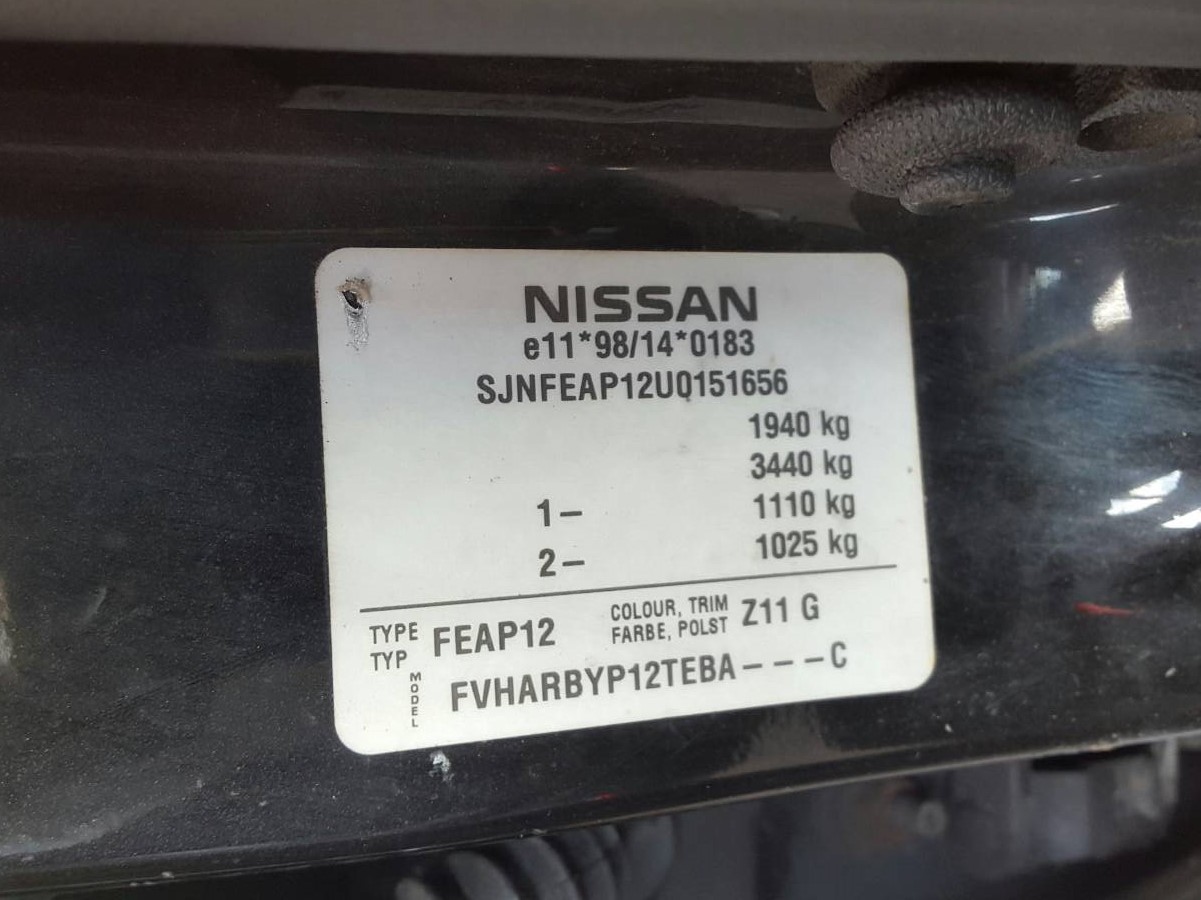 NISSAN
e11*98/14*0183
SJNFEAP12U0151656
1940 kg
3440 kg
1- 1110 kg
2- 1025 kg
TYPE TYP FEAP12 COLOUR, TRIM FARBE, POLST Z11 G
MODEL FVHARBYP12TEBA---C